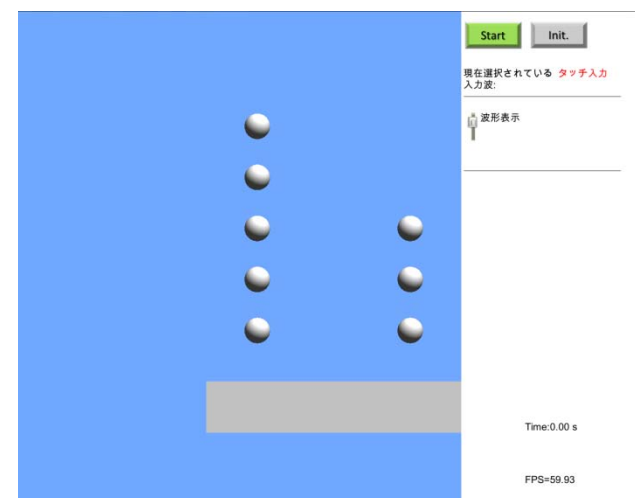 Start Init.
現在選択されている タッチ入力
入力波:
波形表示
Time:0.00 s
FPS=59.93